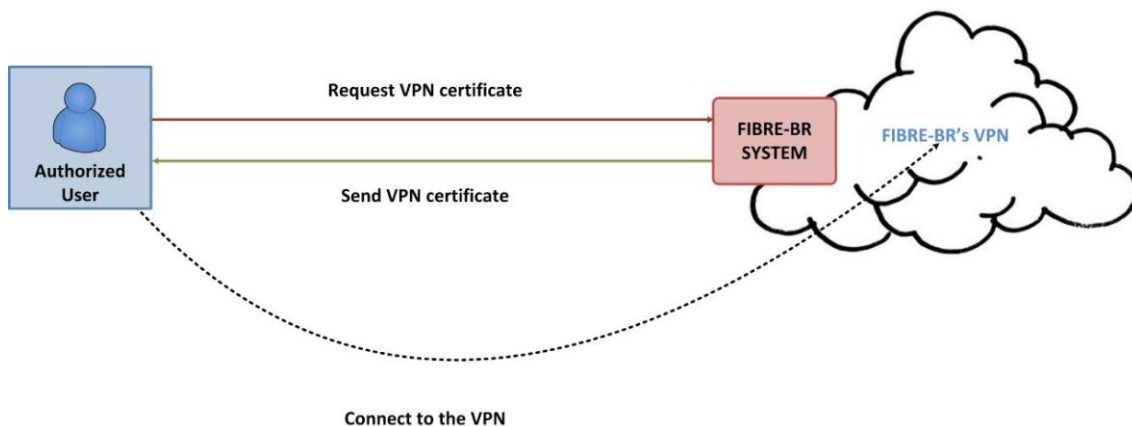 Request VPN certificate
Authorized
User
FIBRE-BR
SYSTEM
FIBRE-BR's VPN
Send VPN certificate
Connect to the VPN